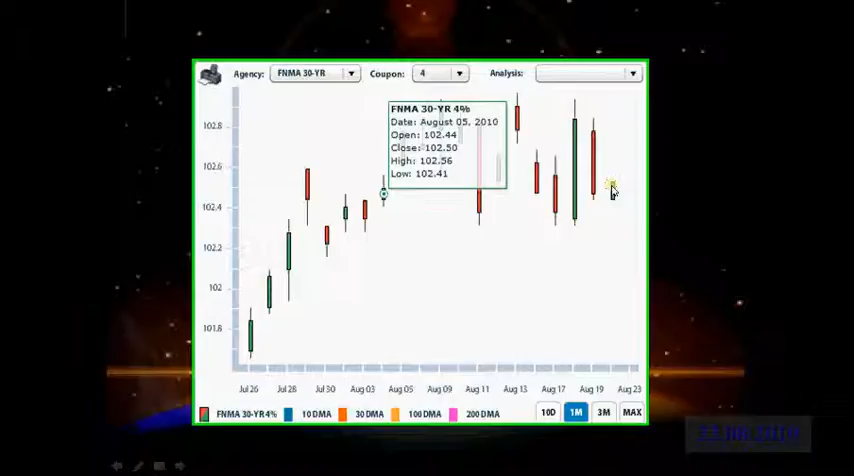 Agency: FNMA 30-YR Coupon: 4 Analysis:
FNMA 30-YR 4%
Date: August 05, 2010
Open: 102.44
Close: 102.50
High: 102.56
Low: 102.41
102.8
102.6
102.4
102.2
102
101.8
Jul 26 Jul 28 Jul 30 Aug 03 Aug 05 Aug 09 Aug 11 Aug 13 Aug 17 Aug 19 Aug 23
FNMA 30-YR 4% 10 DMA 30 DMA 100 DMA 200 DMA 10D 1M 3M MAX